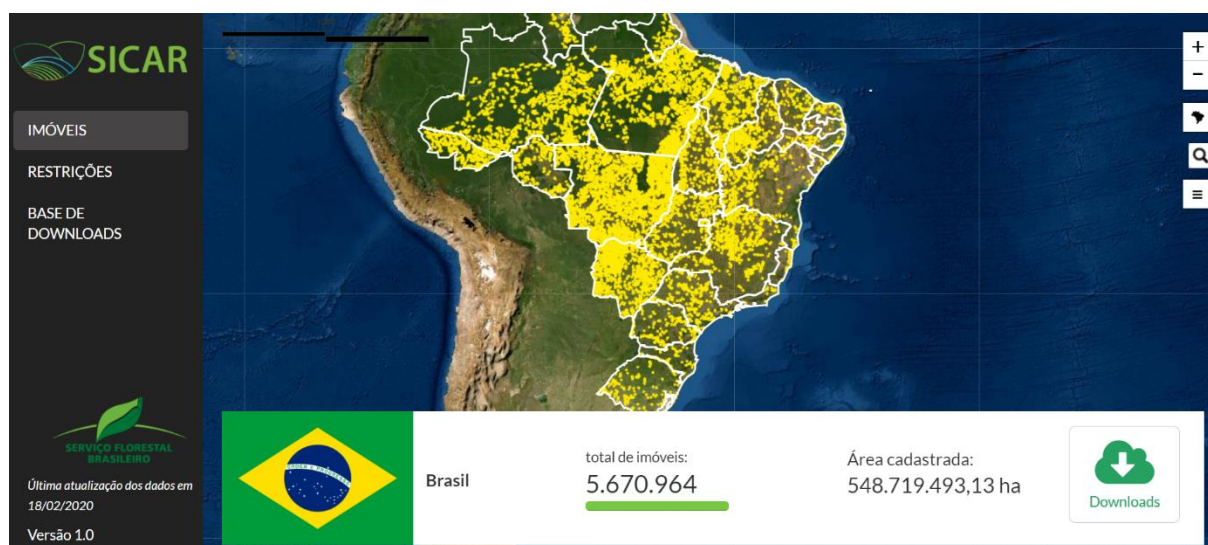 SICAR
IMÓVEIS
RESTRIÇÕES
BASE DE
DOWNLOADS
SERVIÇO FLORESTAL
BRASILEIRO
Última atualização dos dados em
18/02/2020
Versão 1.0
Brasil
total de imóveis:
5.670.964
Área cadastrada:
548.719.493,13 ha
Downloads
+
−